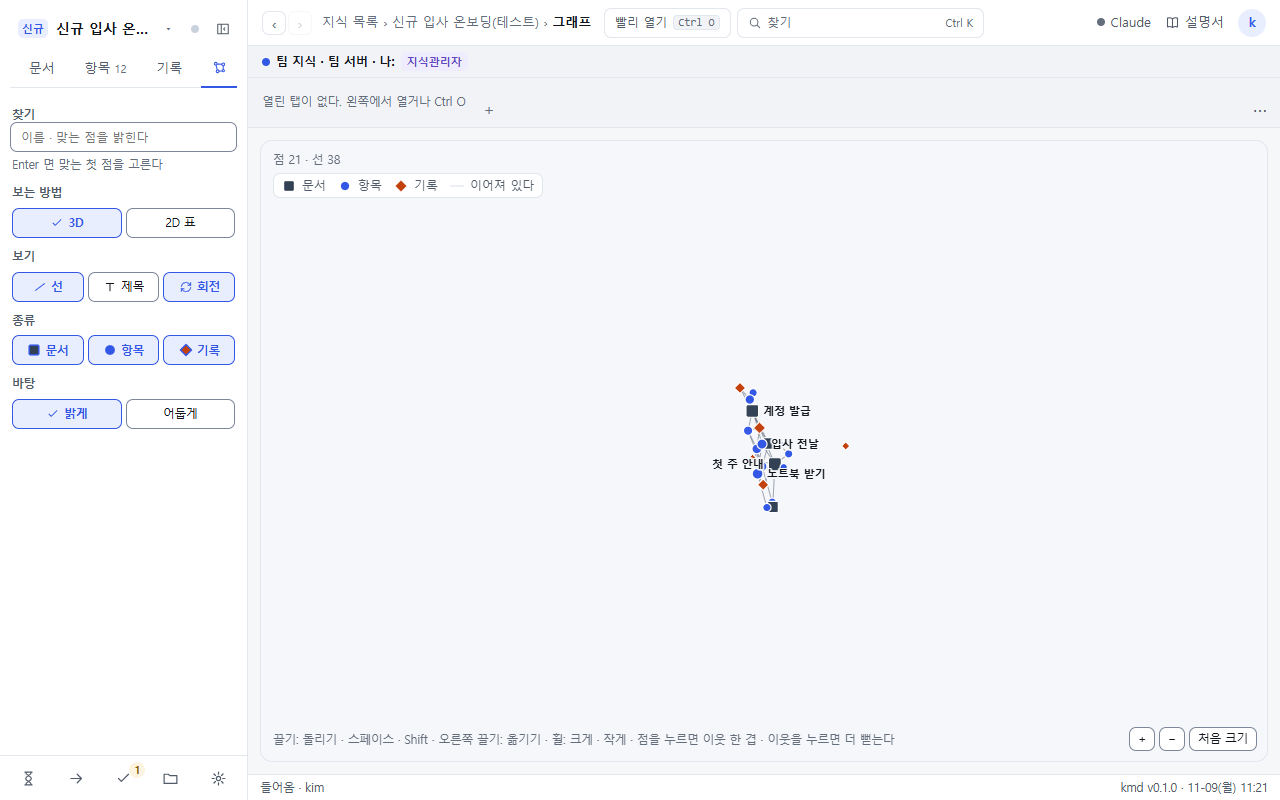 신규 신규 입사 온...
문서 항목 12 기록
찾기
이름 · 맞는 점을 밝힌다
Enter 면 맞는 첫 점을 고른다
보는 방법
3D 2D 표
보기
선 제목 회전
종류
문서 항목 기록
바탕
밝게 어둡게
1
지식 목록 › 신규 입사 온보딩(테스트) › 그래프
빨리 열기 Ctrl O
찾기 Ctrl K
Claude 설명서 k
팀 지식 · 팀 서버 · 나: 지식관리자
열린 탭이 없다. 왼쪽에서 열거나 Ctrl O
점 21 · 선 38
문서 항목 기록 이어져 있다
계정 발급
입사 전날
첫 주 안내
노트북 받기
끌기: 돌리기 · 스페이스 · Shift · 오른쪽 끌기: 옮기기 · 휠: 크게 · 작게 · 점을 누르면 이웃 한 겹 · 이웃을 누르면 더 뻗는다
+ − 처음 크기
들어옴 · kim
kmd v0.1.0 · 11-09(월) 11:21